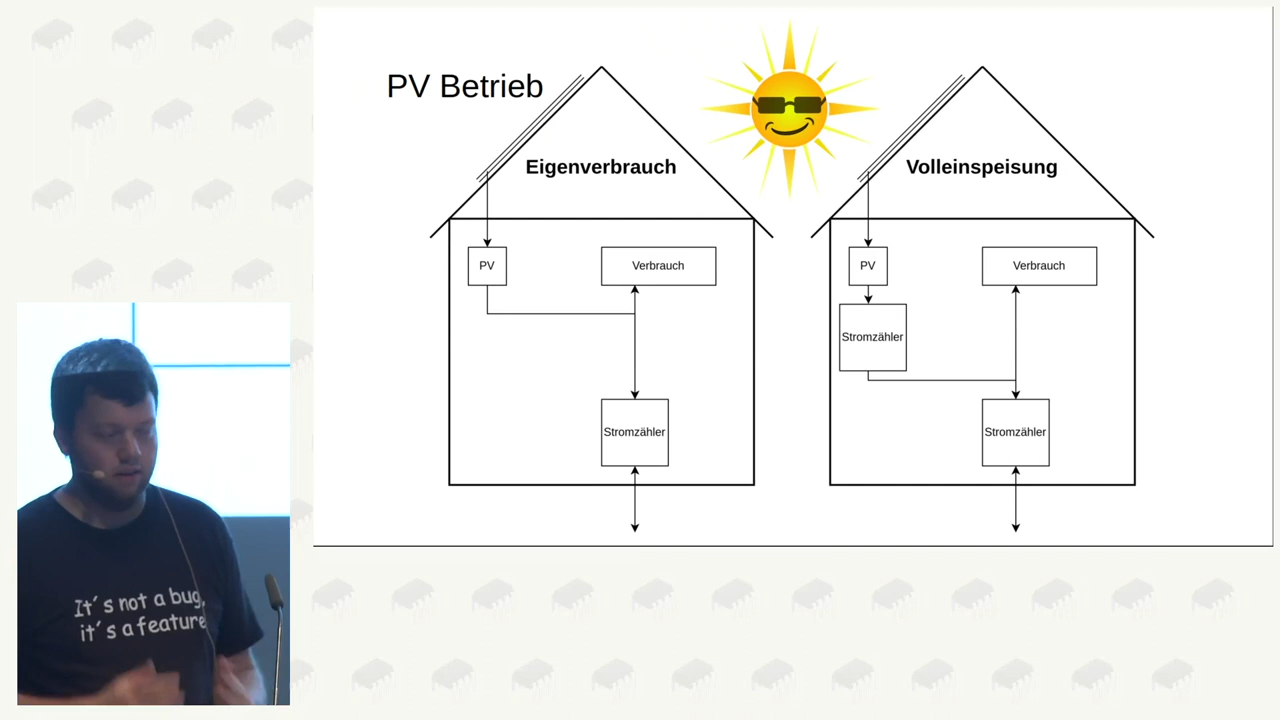 PV Betrieb
Eigenverbrauch
Volleinspeisung
PV
Verbrauch
Stromzähler
PV
Verbrauch
Stromzähler
Stromzähler
It's not a bug,
it's a feature